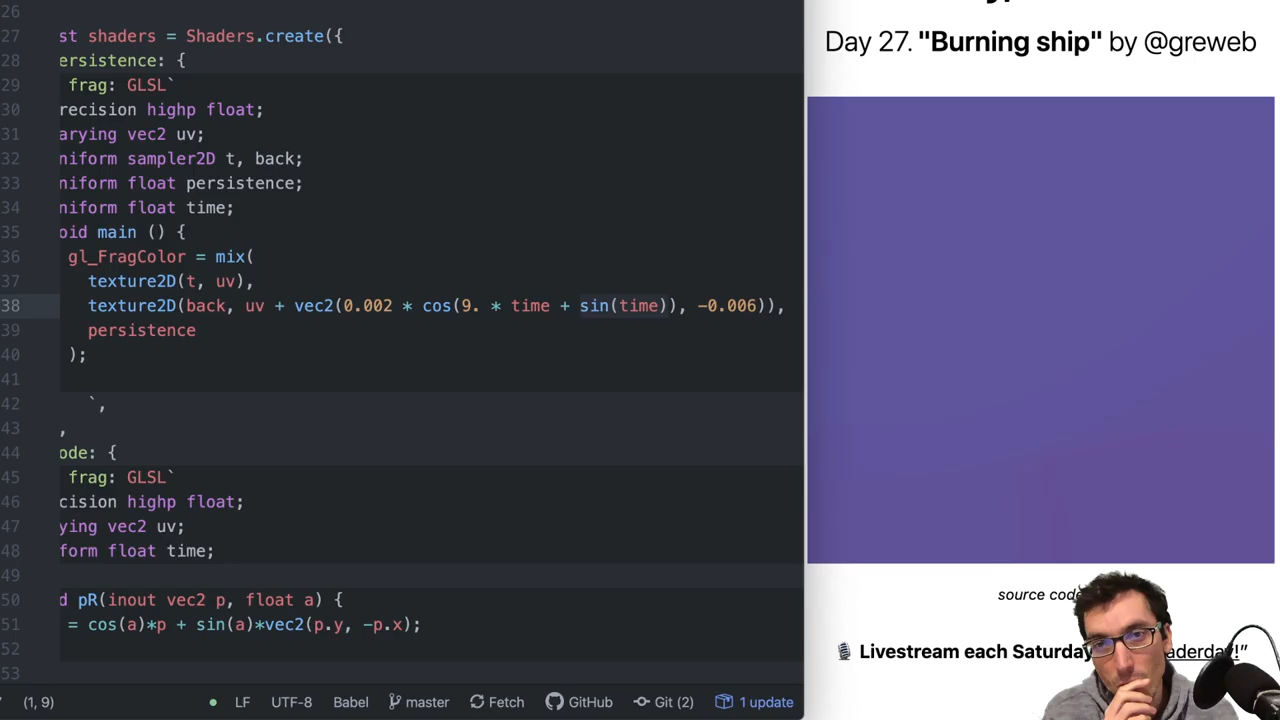 26
27 st shaders = Shaders.create({
28 ersistence: {
29 frag: GLSL`
30 recision highp float;
31 arying vec2 uv;
32 niform sampler2D t, back;
33 niform float persistence;
34 niform float time;
35 oid main () {
36 gl_FragColor = mix(
37 texture2D(t, uv),
38 texture2D(back, uv + vec2(0.002 * cos(9. * time + sin(time)), -0.006)),
39 persistence
40 );
41
42 `,
43 ,
44 ode: {
45 frag: GLSL`
46 cision highp float;
47 ying vec2 uv;
48 form float time;
49
50 d pR(inout vec2 p, float a) {
51 = cos(a)*p + sin(a)*vec2(p.y, -p.x);
52
53
(1, 9) LF UTF-8 Babel master Fetch GitHub Git (2) 1 update
Day 27. "Burning ship" by @greweb
source code
Livestream each Saturday aderday!”